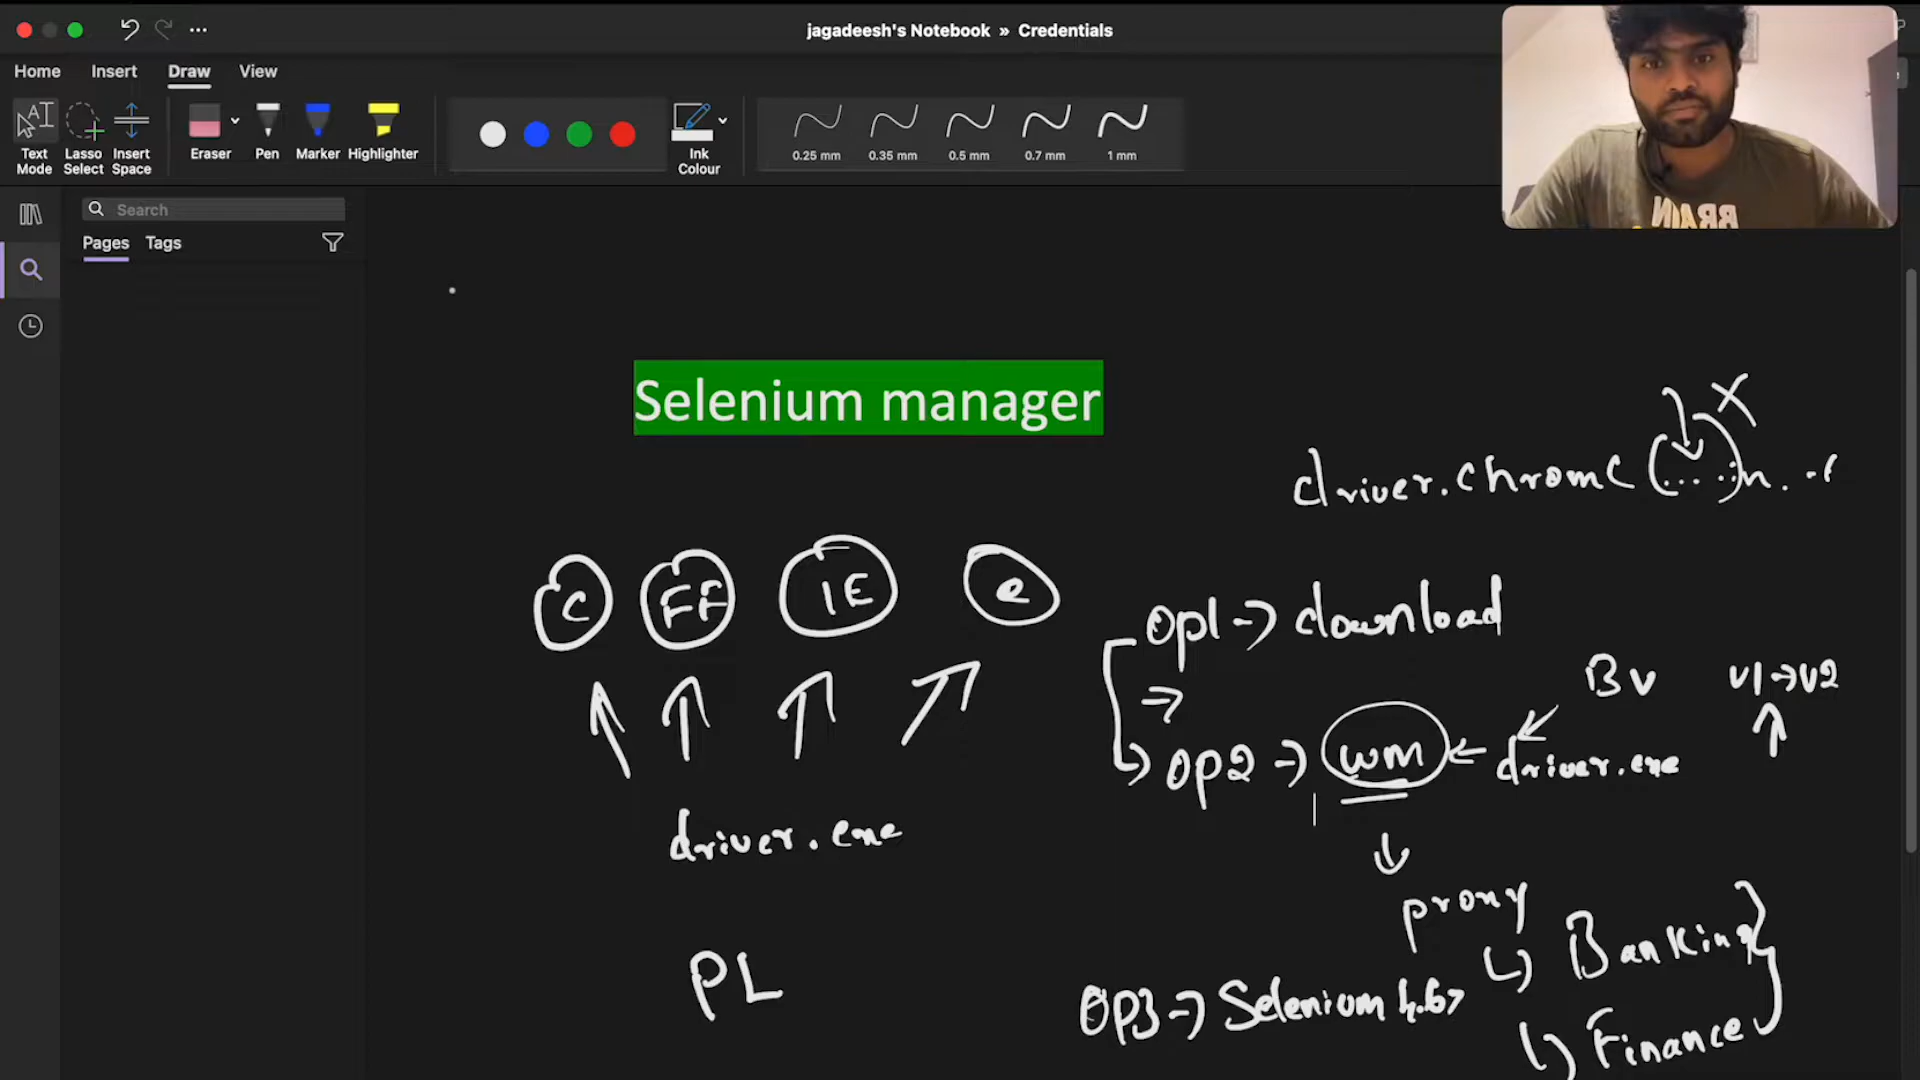 jagadeesh's Notebook » Credentials
Home Insert Draw View
Text Mode
Lasso Select
Insert Space
Eraser
Pen
Marker
Highlighter
Ink Colour
0.25 mm
0.35 mm
0.5 mm
0.7 mm
1 mm
Search
Pages Tags
BRAIN
Selenium manager
X
driver.chrome (... ..)
C FF IE e
op1 -> download
Bv v1->v2
->
op2 -> wm <- driver.exe
driver.exe
proxy
Banking
PL
op3 -> Selenium 4.6>
Finance